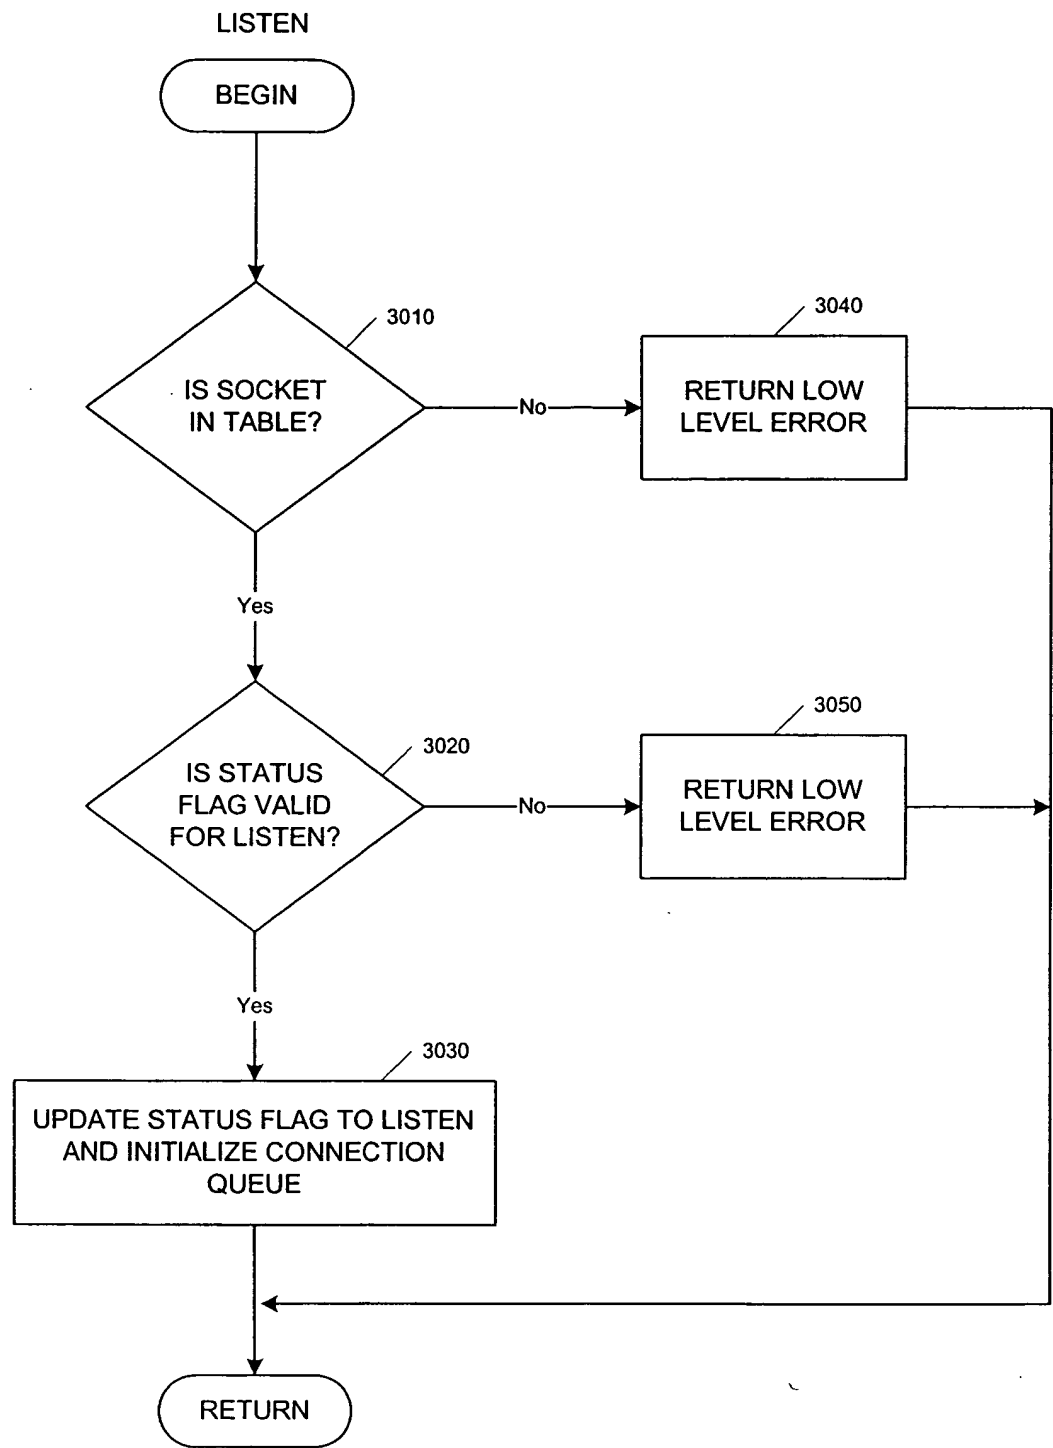 LISTEN
BEGIN
3010
IS SOCKET
IN TABLE?
No
3040
RETURN LOW
LEVEL ERROR
Yes
3020
IS STATUS
FLAG VALID
FOR LISTEN?
No
3050
RETURN LOW
LEVEL ERROR
Yes
3030
UPDATE STATUS FLAG TO LISTEN
AND INITIALIZE CONNECTION
QUEUE
RETURN